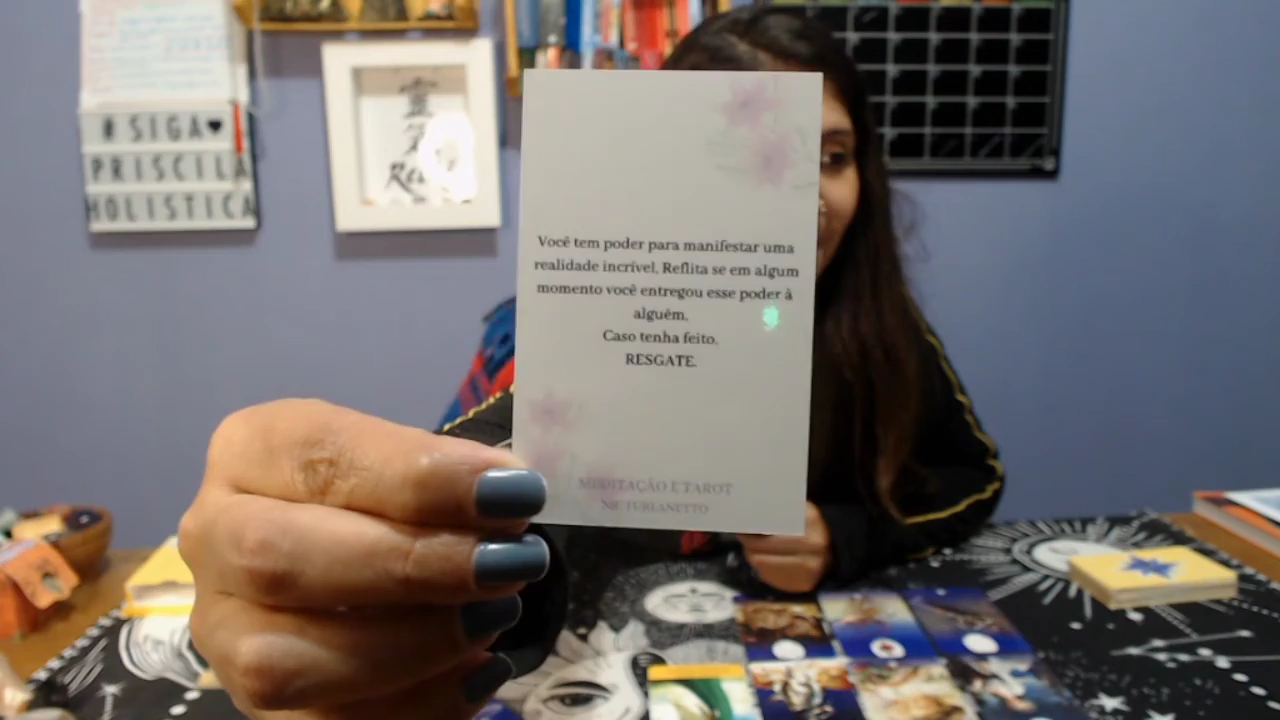 # SIGA♥
PRISCILA
HOLISTICA
Você tem poder para manifestar uma
realidade incrível. Reflita se em algum
momento você entregou esse poder à
alguém.
Caso tenha feito,
RESGATE.
MEDITAÇÃO E TAROT